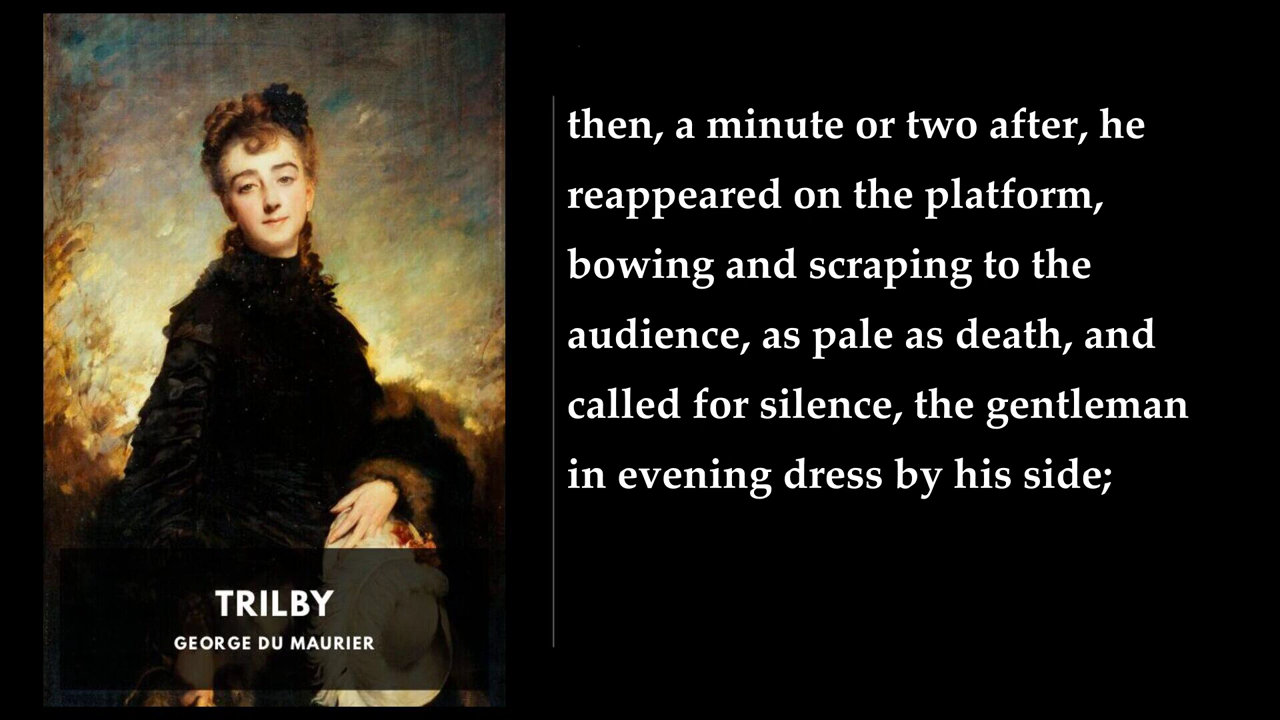 then, a minute or two after, he
reappeared on the platform,
bowing and scraping to the
audience, as pale as death, and
called for silence, the gentleman
in evening dress by his side;
TRILBY
GEORGE DU MAURIER